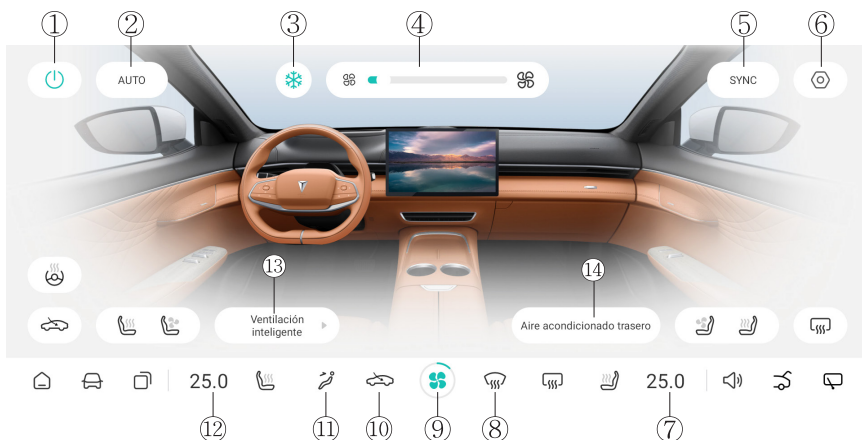 ① ② ③ ④ ⑤ ⑥
AUTO
SYNC
⑬
⑭
Ventilación
inteligente
Aire acondicionado trasero
25.0
25.0
⑫ ⑪ ⑩ ⑨ ⑧ ⑦